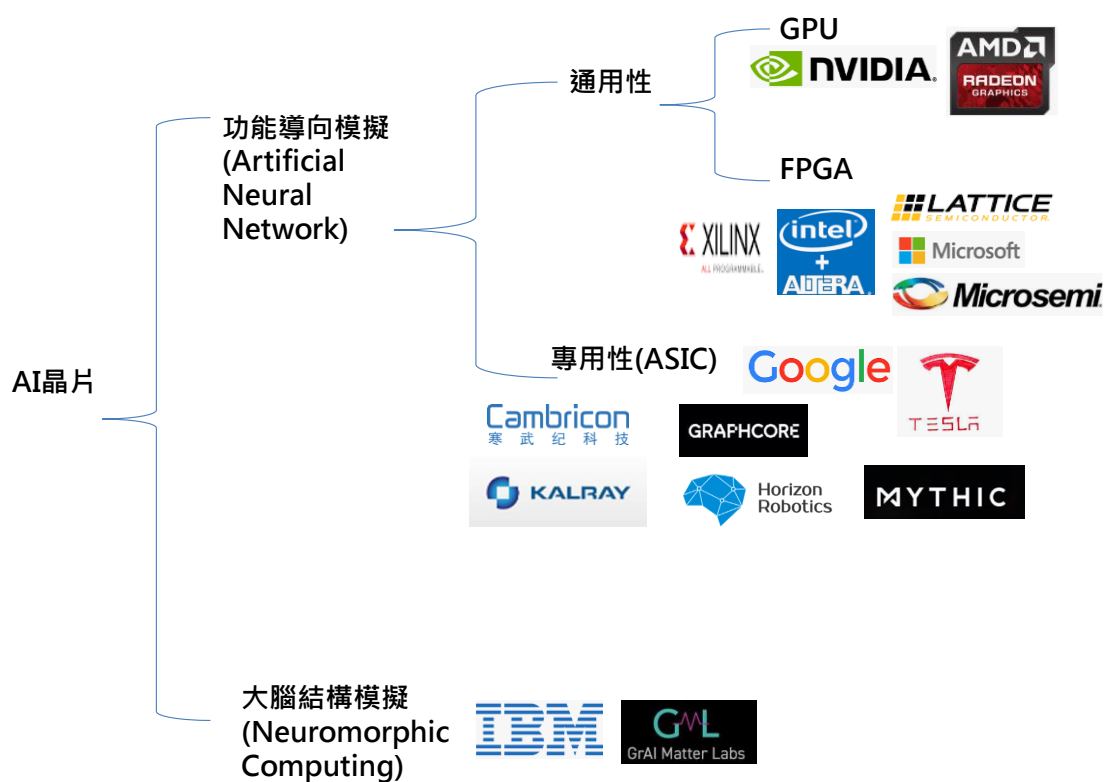 GPU
NVIDIA.
AMD
RADEON
GRAPHICS
通用性
功能導向模擬
(Artificial
Neural
Network)
FPGA
XILINX
ALL PROGRAMMABLE.
intel
+
ALTERA
LATTICE
SEMICONDUCTOR
Microsoft
Microsemi
AI晶片
專用性(ASIC)
Google
TESLA
Cambricon
寒武纪科技
GRAPHCORE
KALRAY
Horizon
Robotics
MYTHIC
大腦結構模擬
(Neuromorphic
Computing)
IBM
GML
GrAI Matter Labs